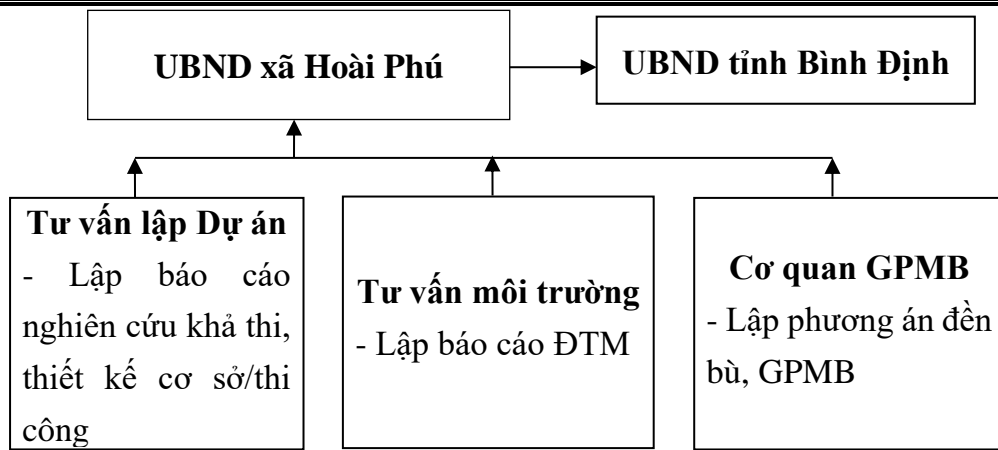 UBND xã Hoài Phú
UBND tỉnh Bình Định
Tư vấn lập Dự án
- Lập báo cáo
nghiên cứu khả thi,
thiết kế cơ sở/thi
công
Tư vấn môi trường
- Lập báo cáo ĐTM
Cơ quan GPMB
- Lập phương án đền
bù, GPMB